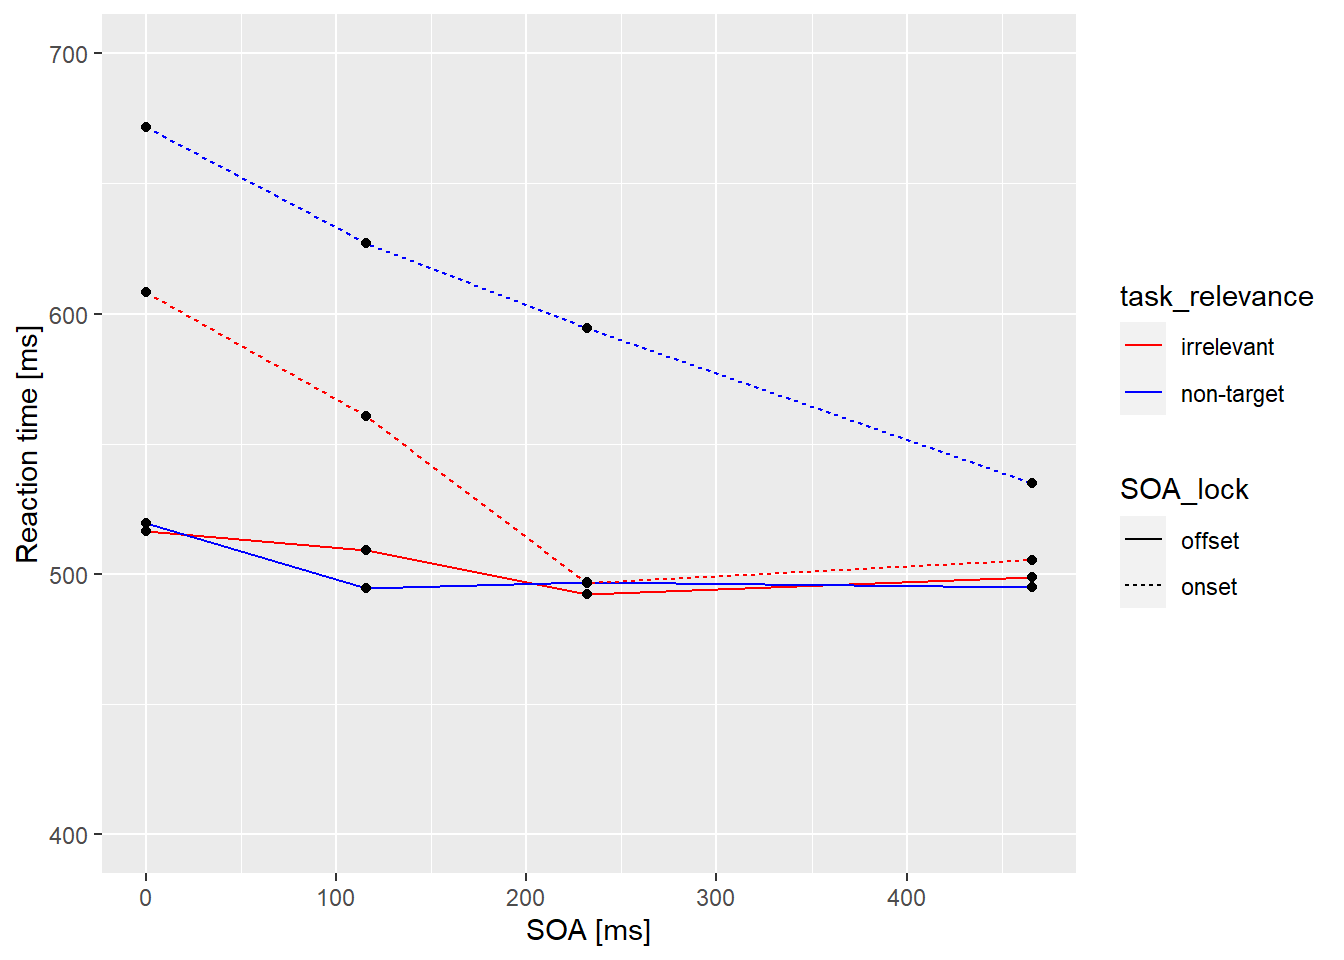 700
600
500
400
Reaction time [ms]
0 100 200 300 400
SOA [ms]
task_relevance
irrelevant
non-target
SOA_lock
offset
onset